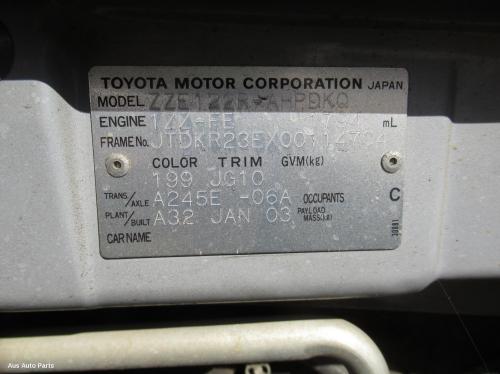 TOYOTA MOTOR CORPORATION JAPAN
MODEL ZZE122R-AHPDKQ
ENGINE 1ZZ-FE 1794 mL
FRAME No.
COLOR TRIM GVM(kg)
199 JG10
TRANS/AXLE A245E -06A OCCUPANTS C
PLANT/BUILT A32 JAN 03 PAYLOAD MASS(kg)
CAR NAME
Aus Auto Parts